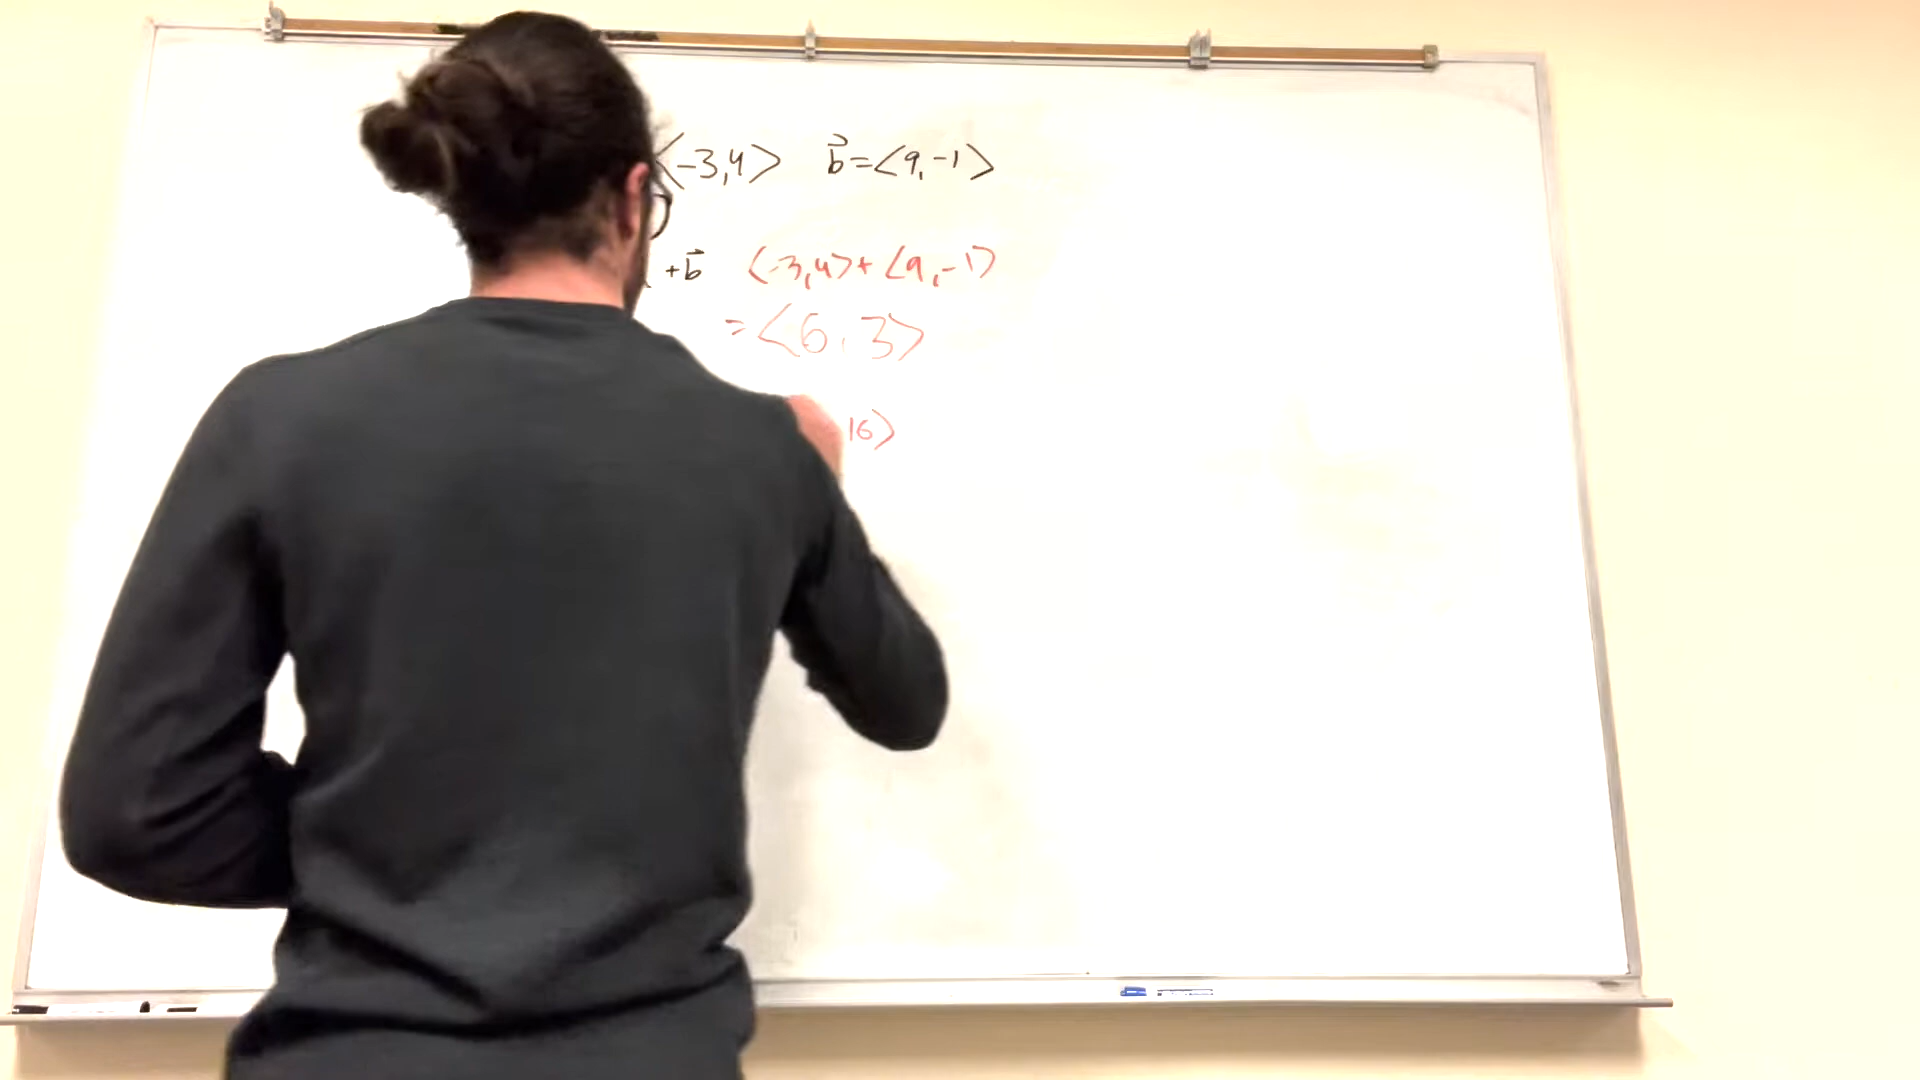 <-3,4> b⃗=<9,-1>
+b⃗ <-3,4>+<9,-1>
=<6,3>
16>